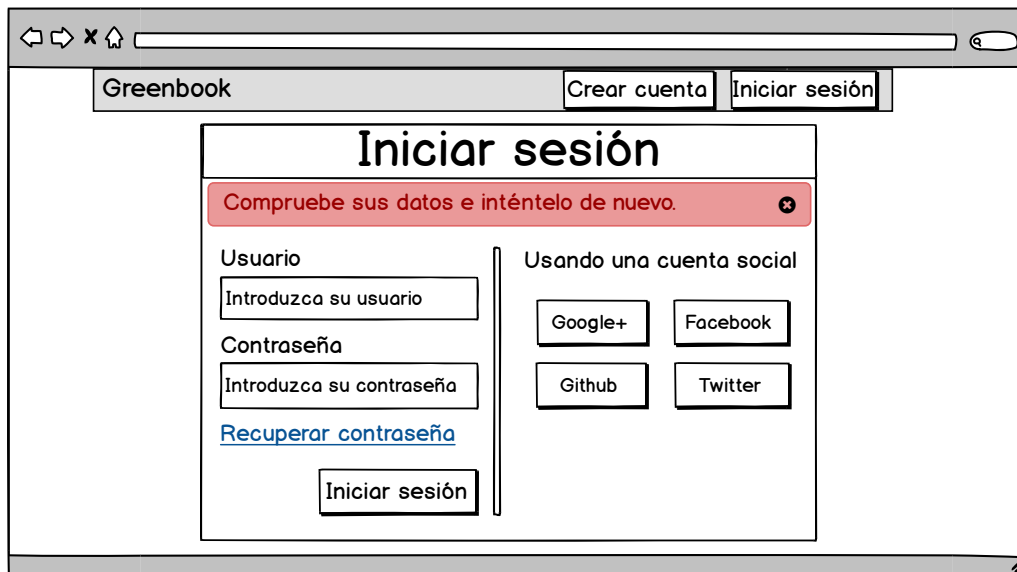 Greenbook
Crear cuenta
Iniciar sesión
Iniciar sesión
Compruebe sus datos e inténtelo de nuevo.
Usuario
Introduzca su usuario
Contraseña
Introduzca su contraseña
Recuperar contraseña
Iniciar sesión
Usando una cuenta social
Google+
Facebook
Github
Twitter